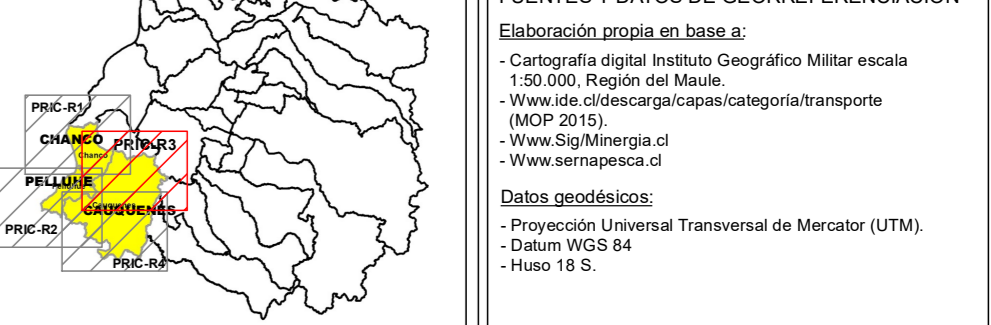 PRIC-R1
CHANCO
Chanco
PRIC-R3
PELLUHE
Pelluhue
CAUQUENES
Cauquenes
PRIC-R2
PRIC-R4
FUENTES Y DATOS DE GEORREFERENCIACIÓN
Elaboración propia en base a:
- Cartografía digital Instituto Geográfico Militar escala
1:50.000, Región del Maule.
- Www.ide.cl/descarga/capas/categoría/transporte
(MOP 2015).
- Www.Sig/Minergia.cl
- Www.sernapesca.cl
Datos geodésicos:
- Proyección Universal Transversal de Mercator (UTM).
- Datum WGS 84
- Huso 18 S.